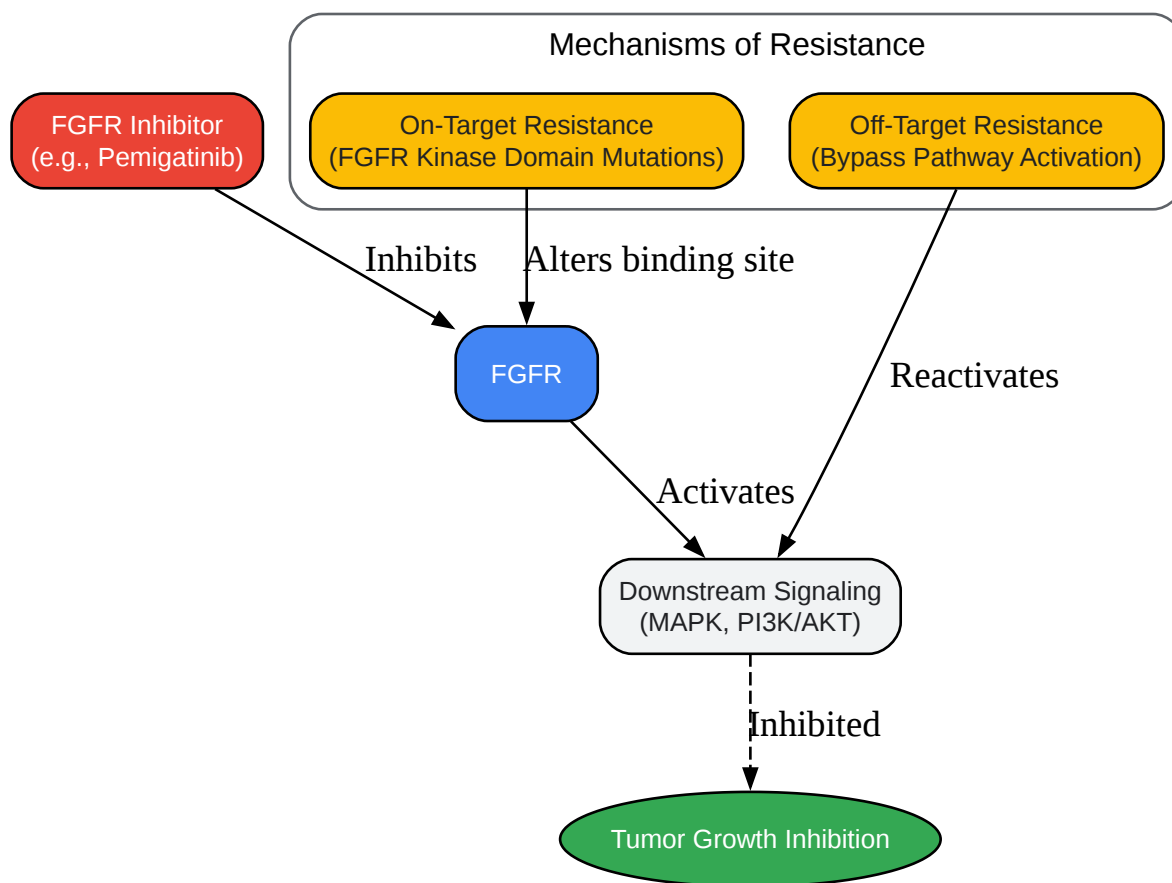 Mechanisms of Resistance
FGFR Inhibitor
(e.g., Pemigatinib)
On-Target Resistance
(FGFR Kinase Domain Mutations)
Off-Target Resistance
(Bypass Pathway Activation)
Inhibits
Alters binding site
FGFR
Reactivates
Activates
Downstream Signaling
(MAPK, PI3K/AKT)
Inhibited
Tumor Growth Inhibition